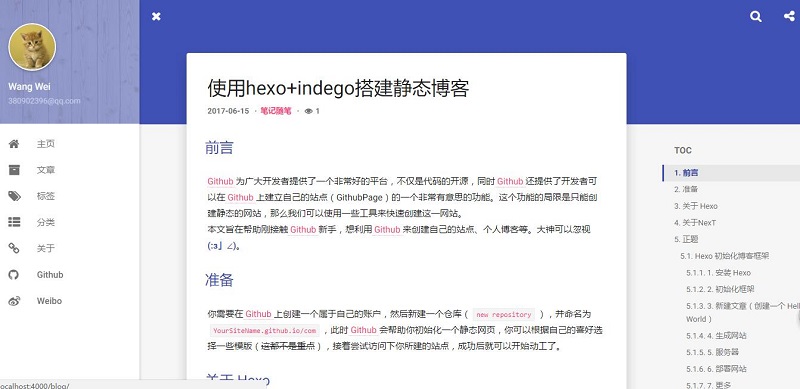 Wang Wei
380902396@qq.com
主页
文章
标签
分类
关于
Github
Weibo
使用hexo+indego搭建静态博客
2017-06-15 · 笔记随笔 · 1
前言
Github 为广大开发者提供了一个非常好的平台，不仅是代码的开源，同时 Github 还提供了开发者可
以在 Github 上建立自己的站点（GithubPage）的一个非常有意思的功能。这个功能的局限是只能创
建静态的网站，那么我们可以使用一些工具来快速创建这一网站。
本文旨在帮助刚接触 Github 新手，想利用 Github 来创建自己的站点、个人博客等。大神可以忽视
(:з」∠)。
准备
你需要在 Github 上创建一个属于自己的账户，然后新建一个仓库（ new repository ），并命名为
YourSiteName.github.io/com ，此时 Github 会帮助你初始化一个静态网页，你可以根据自己的喜好选
择一些模版（这都不是重点），接着尝试访问下你所建的站点，成功后就可以开始动工了。
关于 Hexo
TOC
1. 前言
2. 准备
3. 关于 Hexo
4. 关于NexT
5. 正题
5.1. Hexo 初始化博客框架
5.1.1. 1. 安装 Hexo
5.1.2. 2. 初始化框架
5.1.3. 3. 新建文章（创建一个 Hello
World）
5.1.4. 4. 生成网站
5.1.5. 5. 服务器
5.1.6. 6. 部署网站
5.1.7. 7. 更多
localhost:4000/blog/